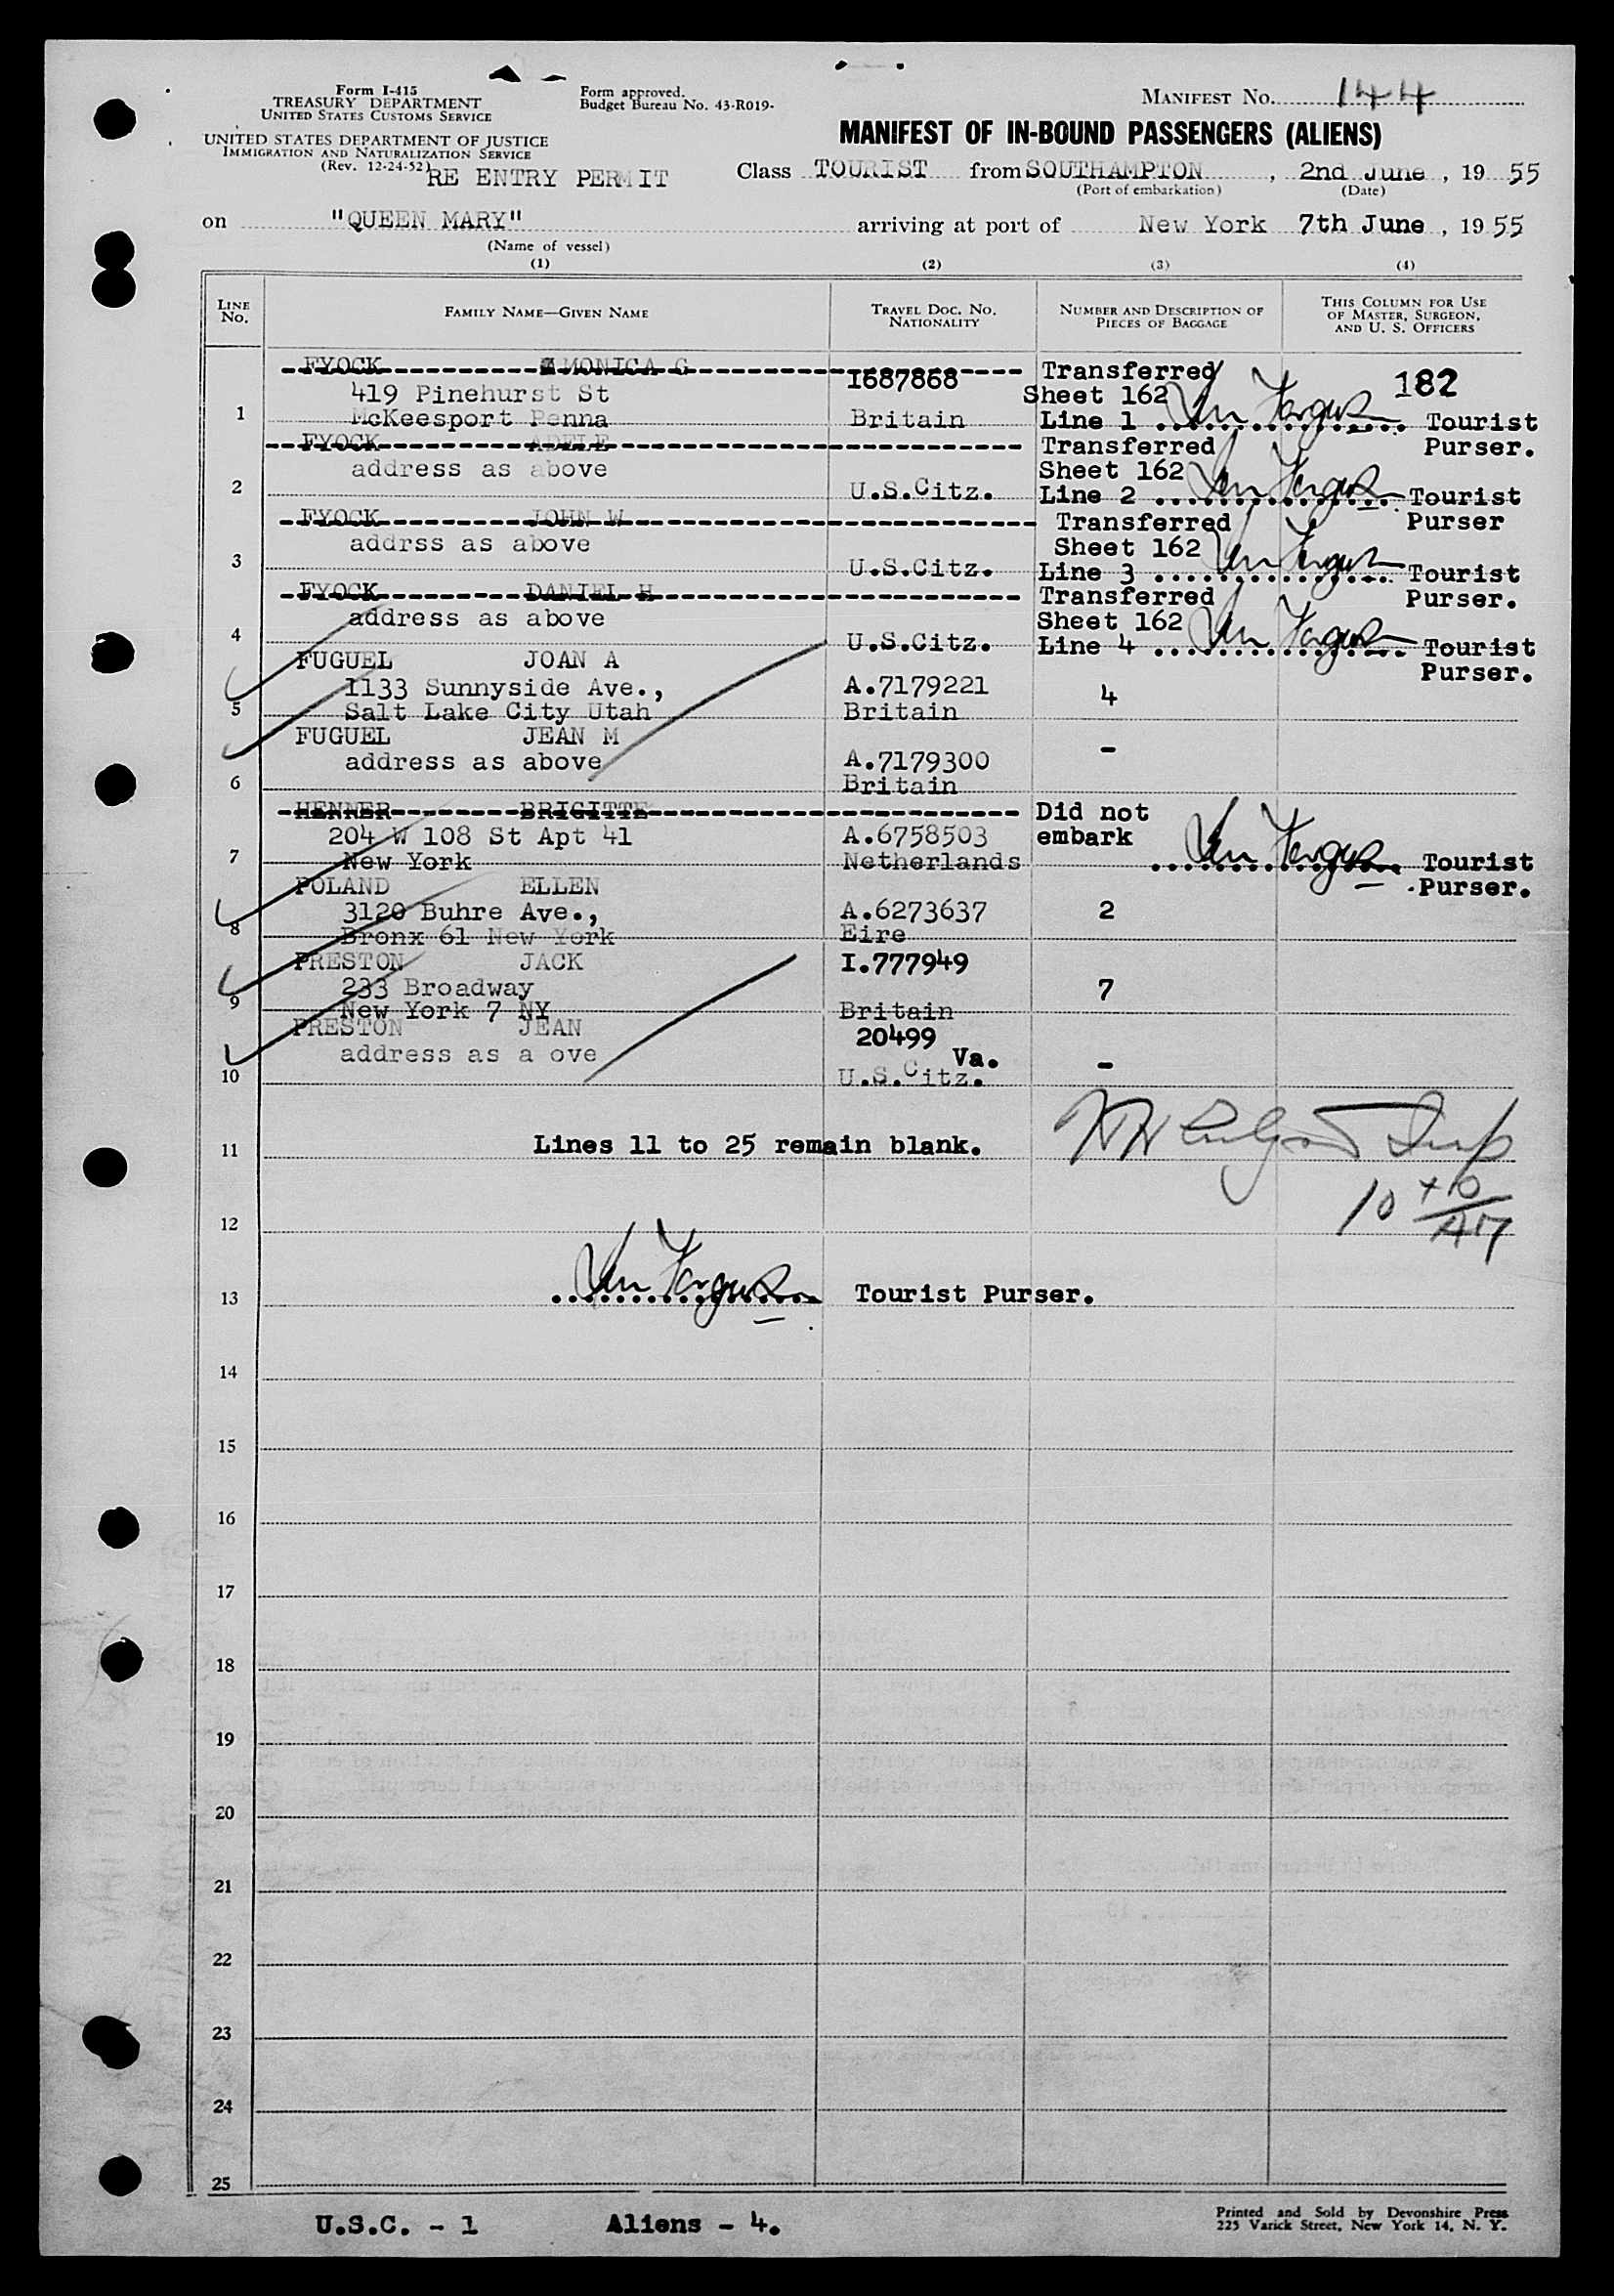 Form I-415
TREASURY DEPARTMENT
UNITED STATES CUSTOMS SERVICE
UNITED STATES DEPARTMENT OF JUSTICE
IMMIGRATION AND NATURALIZATION SERVICE
(Rev. 12-24-52)
RE ENTRY PERMIT
Form approved.
Budget Bureau No. 43-R019-
MANIFEST NO. 144
MANIFEST OF IN-BOUND PASSENGERS (ALIENS)
Class TOURIST from SOUTHAMPTON, 2nd June, 19 55
(Port of embarkation) (Date)
on "QUEEN MARY" arriving at port of New York 7th June, 19 55
(Name of vessel)
(1) (2) (3) (4)
LINE NO. FAMILY NAME—GIVEN NAME TRAVEL DOC. NO. NATIONALITY NUMBER AND DESCRIPTION OF PIECES OF BAGGAGE THIS COLUMN FOR USE OF MASTER, SURGEON, AND U. S. OFFICERS
FYOCK MONICA G Transferred
419 Pinehurst St I687868 Sheet 162 182
1 McKeesport Penna Britain Line 1 Tourist
FYOCK ADELE Transferred Purser.
address as above Sheet 162
2 U.S.Citz. Line 2 Tourist
FYOCK JOHN W Transferred Purser
addrss as above Sheet 162
3 U.S.Citz. Line 3 Tourist
FYOCK DANIEL H Transferred Purser.
address as above Sheet 162
4 U.S.Citz. Line 4 Tourist
FUGUEL JOAN A Purser.
1133 Sunnyside Ave., A.7179221 4
5 Salt Lake City Utah Britain
FUGUEL JEAN M
address as above A.7179300 -
6 Britain
HENNER BRIGITTE Did not
204 W 108 St Apt 41 A.6758503 embark
7 New York Netherlands Tourist
POLAND ELLEN Purser.
3120 Buhre Ave., A.6273637 2
8 Bronx 61 New York Eire
PRESTON JACK I.777949
233 Broadway 7
9 New York 7 NY Britain
PRESTON JEAN 20499
address as a ove Va. -
10 U.S.Citz.
11 Lines 11 to 25 remain blank.
12
13 Tourist Purser.
14
15
16
17
18
19
20
21
22
23
24
25
U.S.C. - 1 Aliens - 4.
Printed and Sold by Devonshire Press
225 Varick Street, New York 14, N. Y.